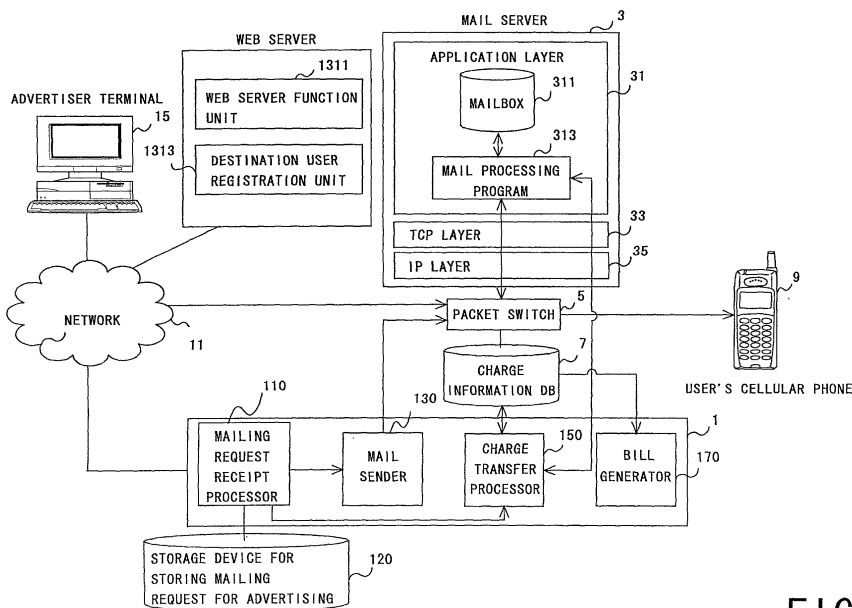 MAIL SERVER
3
WEB SERVER
APPLICATION LAYER
31
1311
MAILBOX
311
ADVERTISER TERMINAL
15
WEB SERVER FUNCTION
UNIT
1313
DESTINATION USER
REGISTRATION UNIT
313
MAIL PROCESSING
PROGRAM
33
TCP LAYER
35
IP LAYER
9
5
PACKET SWITCH
NETWORK
11
7
CHARGE
INFORMATION DB
USER'S CELLULAR PHONE
110
130
1
MAILING
REQUEST
RECEIPT
PROCESSOR
MAIL
SENDER
150
CHARGE
TRANSFER
PROCESSOR
BILL
GENERATOR
170
STORAGE DEVICE FOR
STORING MAILING
REQUEST FOR ADVERTISING
120